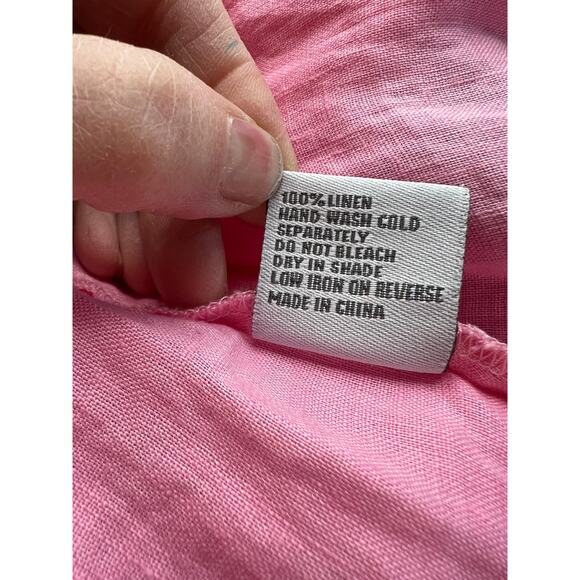 100% LINEN
HAND WASH COLD
SEPARATELY
DO NOT BLEACH
DRY IN SHADE
LOW IRON ON REVERSE
MADE IN CHINA